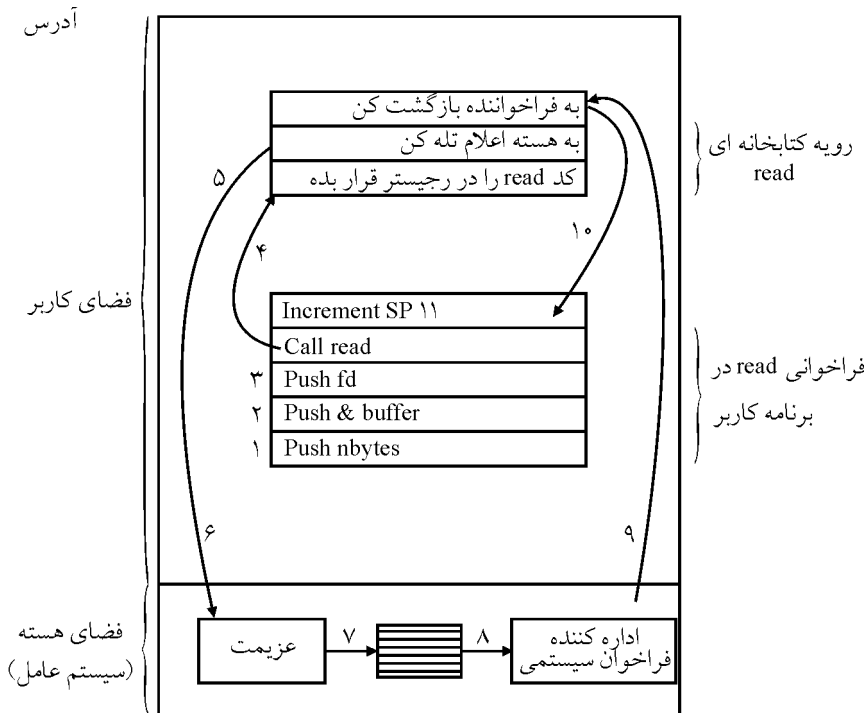 آدرس
به فراخواننده بازگشت کن
به هسته اعلام تله کن
کد read را در رجیستر قرار بده
رویه کتابخانه ای
read
۵
۴
۱۰
فضای کاربر
Increment SP ۱۱
Call read
۳ Push fd
۲ Push & buffer
۱ Push nbytes
فراخوانی read در
برنامه کاربر
۶
۹
فضای هسته
(سیستم عامل)
عزیمت
۷
۸
اداره کننده
فراخوان سیستمی